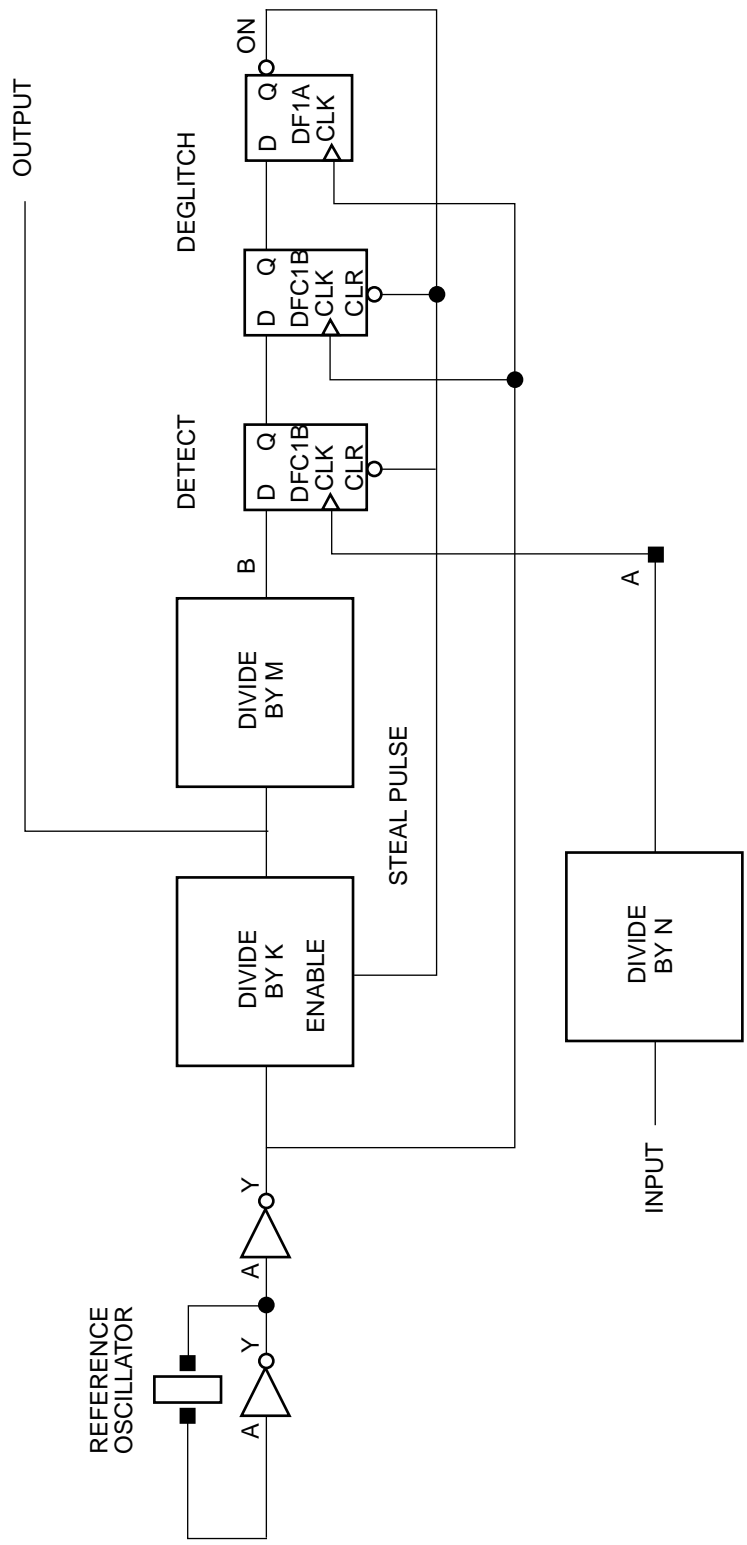 OUTPUT
REFERENCE
OSCILLATOR
A
Y
A
Y
DIVIDE
BY K
ENABLE
STEAL PULSE
DIVIDE
BY M
B
DETECT
D
Q
DFC1B
CLK
CLR
DEGLITCH
D
Q
DFC1B
CLK
CLR
D
Q
DF1A
CLK
ON
INPUT
DIVIDE
BY N
A